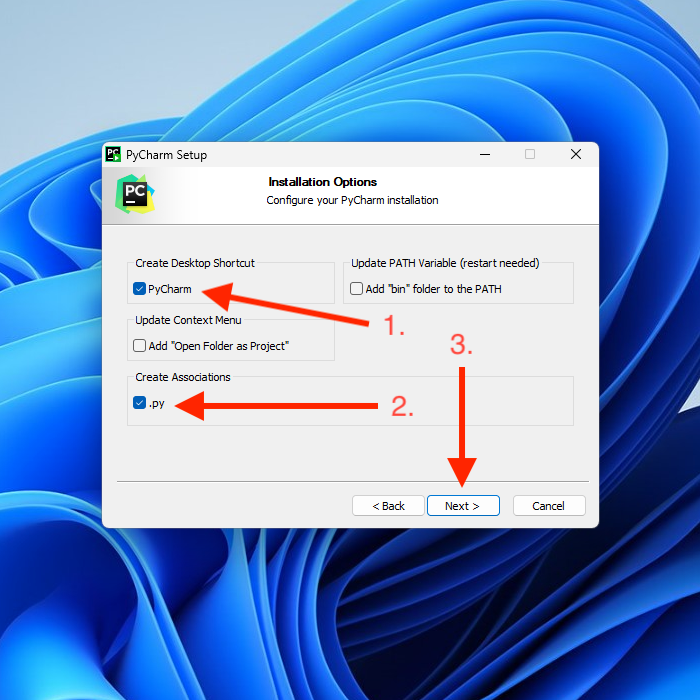 PC
PyCharm Setup
PC
Installation Options
Configure your PyCharm installation
Create Desktop Shortcut
PyCharm
Update PATH Variable (restart needed)
Add "bin" folder to the PATH
1.
Update Context Menu
Add "Open Folder as Project"
3.
Create Associations
.py
2.
< Back
Next >
Cancel